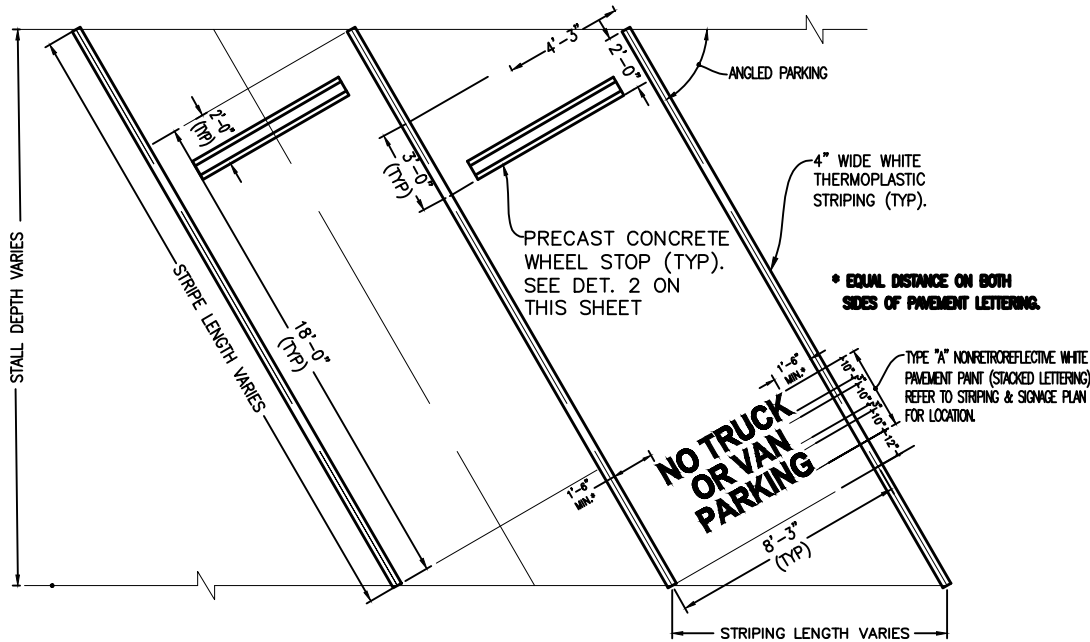 4'-3"
2'-0"
ANGLED PARKING
2'-0"
(TYP)
3'-0"
(TYP)
4" WIDE WHITE
THERMOPLASTIC
STRIPING (TYP).
PRECAST CONCRETE
WHEEL STOP (TYP).
SEE DET. 2 ON
THIS SHEET
STALL DEPTH VARIES
STRIPE LENGTH VARIES
18'-0"
(TYP)
* EQUAL DISTANCE ON BOTH
SIDES OF PAVEMENT LETTERING.
1'-6"
MIN.*
10"
3"
10"
3"
10"
12"
TYPE "A" NONRETROREFLECTIVE WHITE
PAVEMENT PAINT (STACKED LETTERING)
REFER TO STRIPING & SIGNAGE PLAN
FOR LOCATION.
NO TRUCK
OR VAN
PARKING
1'-6"
MIN.*
8'-3"
(TYP)
STRIPING LENGTH VARIES